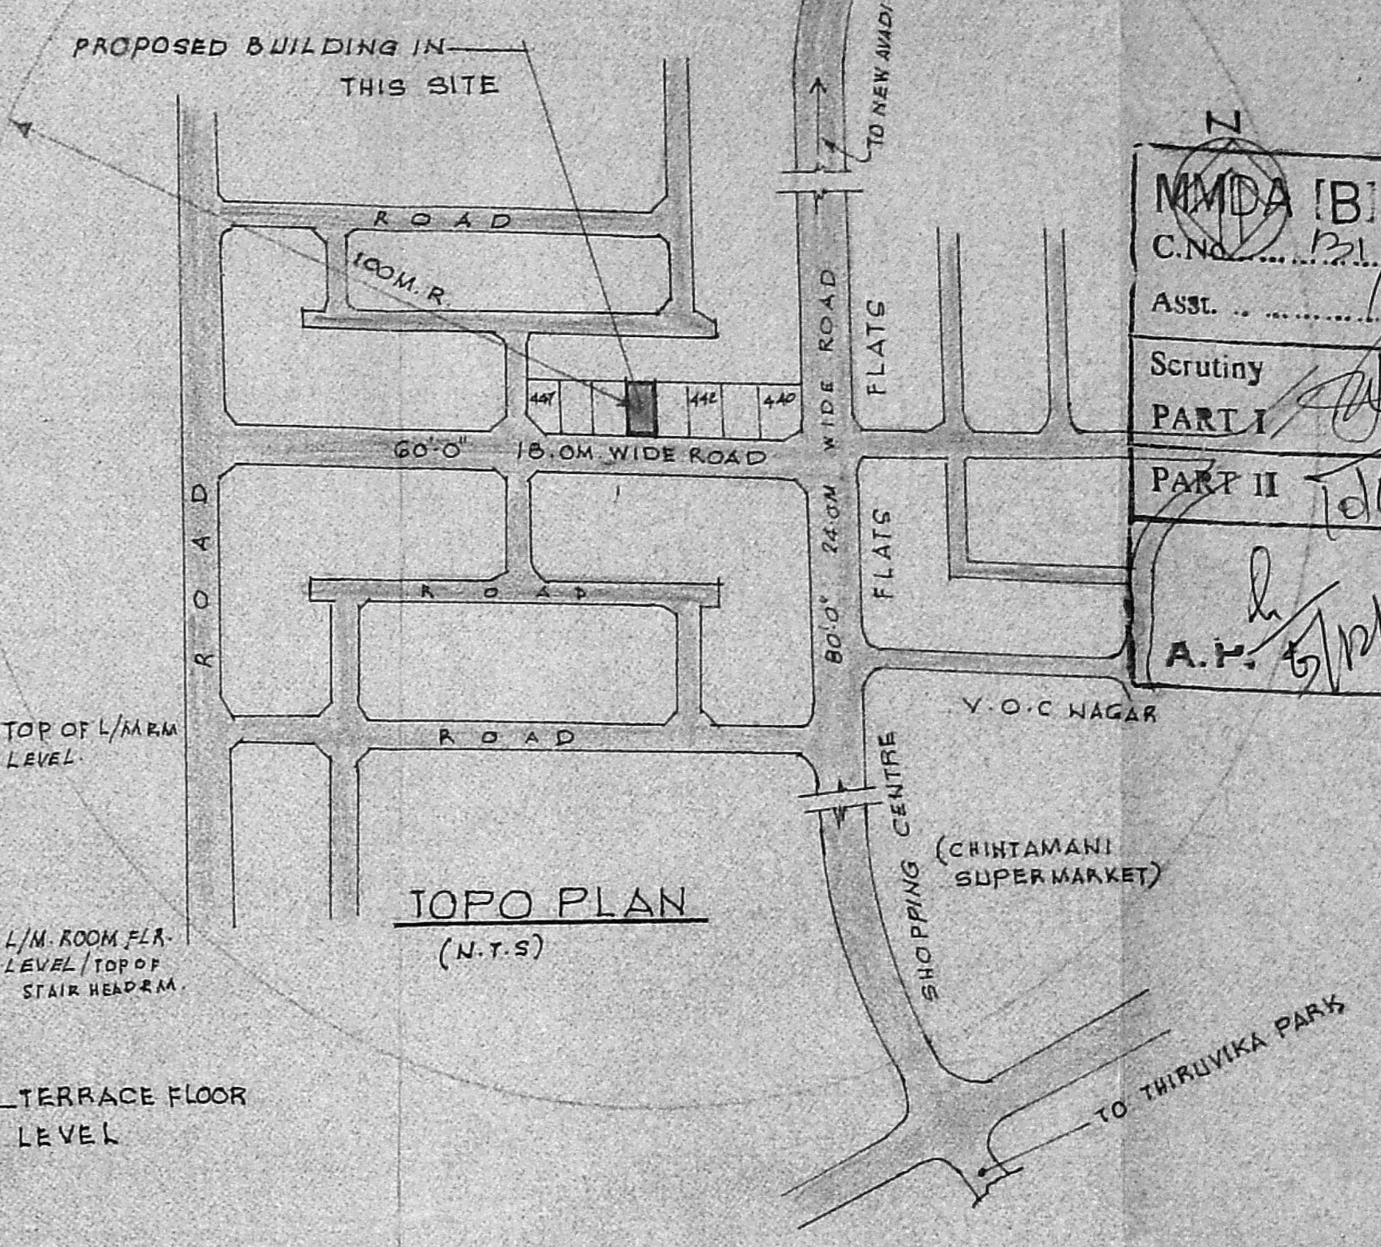 PROPOSED BUILDING IN
THIS SITE
TO NEW AVADI
N
MMDA [B]
C.No
Asst.
Scrutiny
PART I
PART II
ROAD
100 M. R.
24.0M WIDE ROAD
80'0"
FLATS
447
442
440
60'-0" 18.0M WIDE ROAD
ROAD
FLATS
ROAD
TOP OF L/M RM
LEVEL.
ROAD
V.O.C NAGAR
SHOPPING CENTRE
(CHINTAMANI
SUPER MARKET)
TOPO PLAN
(N.T.S)
L/M. ROOM FLR.
LEVEL/TOP OF
STAIR HEAD RM.
TERRACE FLOOR
LEVEL
TO THIRUVIKA PARK